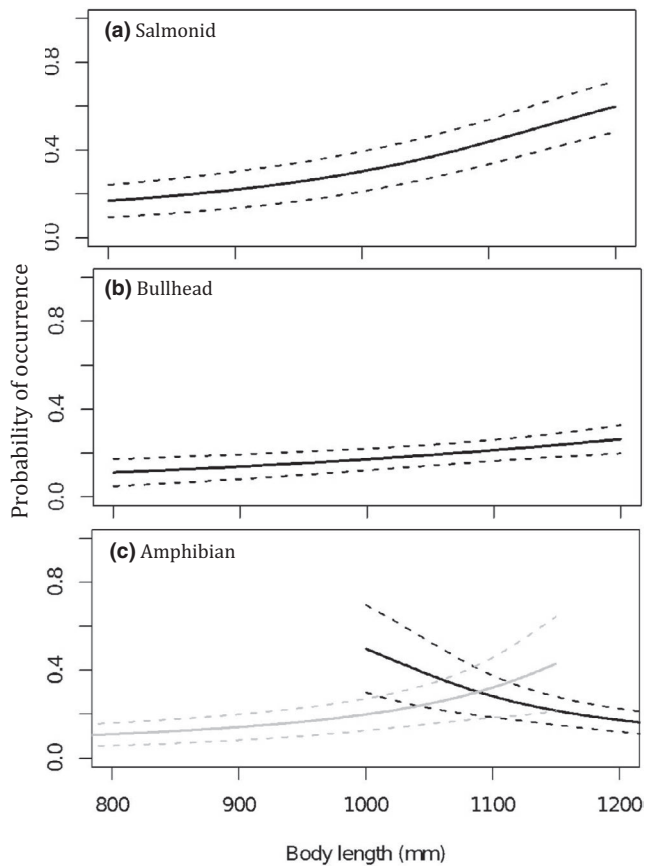 (a) Salmonid
0.8
0.4
0.0
(b) Bullhead
0.8
0.4
0.0
Probability of occurrence
(c) Amphibian
0.8
0.4
0.0
800 900 1000 1100 1200
Body length (mm)